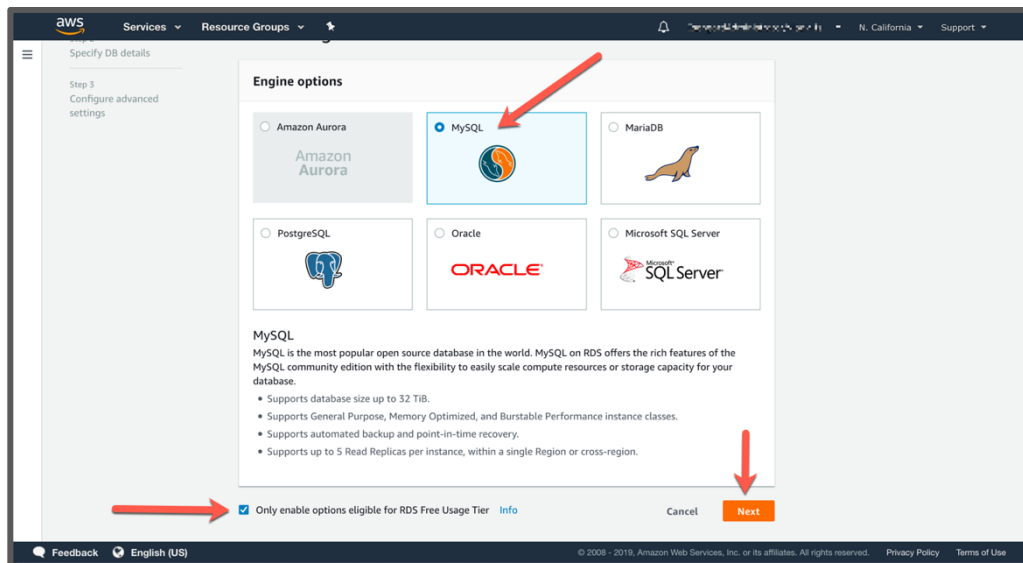 aws
Services
Resource Groups
N. California
Support
Specify DB details
Step 3
Configure advanced
settings
Engine options
Amazon Aurora
Amazon
Aurora
MySQL
MariaDB
PostgreSQL
Oracle
ORACLE
Microsoft SQL Server
Microsoft
SQL Server
MySQL
MySQL is the most popular open source database in the world. MySQL on RDS offers the rich features of the
MySQL community edition with the flexibility to easily scale compute resources or storage capacity for your
database.
• Supports database size up to 32 TiB.
• Supports General Purpose, Memory Optimized, and Burstable Performance instance classes.
• Supports automated backup and point-in-time recovery.
• Supports up to 5 Read Replicas per instance, within a single Region or cross-region.
Only enable options eligible for RDS Free Usage Tier Info
Cancel
Next
Feedback
English (US)
© 2008 - 2019, Amazon Web Services, Inc. or its affiliates. All rights reserved.
Privacy Policy
Terms of Use